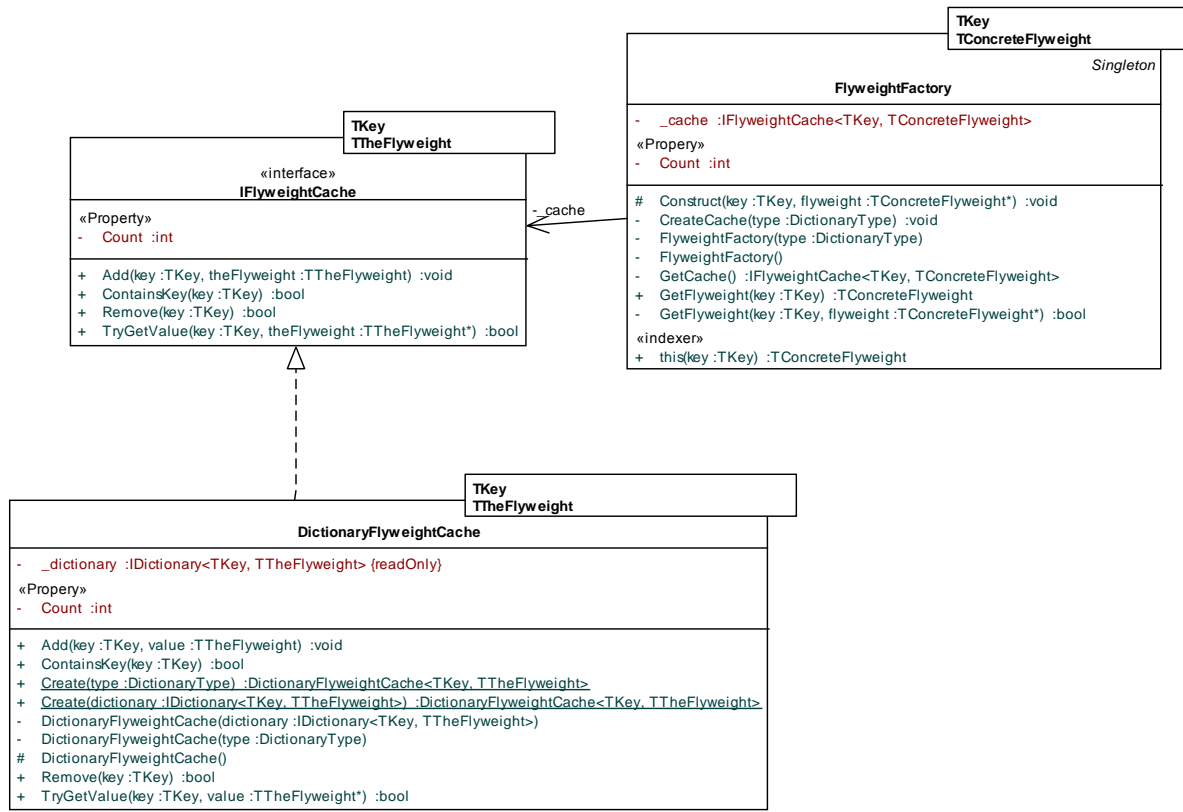 TKey
TConcreteFlyweight
Singleton
FlyweightFactory
- _cache :IFlyweightCache<TKey, TConcreteFlyweight>
«Propery»
- Count :int
# Construct(key :TKey, flyweight :TConcreteFlyweight*) :void
- CreateCache(type :DictionaryType) :void
- FlyweightFactory(type :DictionaryType)
- FlyweightFactory()
- GetCache() :IFlyweightCache<TKey, TConcreteFlyweight>
+ GetFlyweight(key :TKey) :TConcreteFlyweight
- GetFlyweight(key :TKey, flyweight :TConcreteFlyweight*) :bool
«indexer»
+ this(key :TKey) :TConcreteFlyweight
TKey
TTheFlyweight
«interface»
IFlyweightCache
«Property»
- Count :int
+ Add(key :TKey, theFlyweight :TTheFlyweight) :void
+ ContainsKey(key :TKey) :bool
+ Remove(key :TKey) :bool
+ TryGetValue(key :TKey, theFlyweight :TTheFlyweight*) :bool
-_cache
TKey
TTheFlyweight
DictionaryFlyweightCache
- _dictionary :IDictionary<TKey, TTheFlyweight> {readOnly}
«Propery»
- Count :int
+ Add(key :TKey, value :TTheFlyweight) :void
+ ContainsKey(key :TKey) :bool
+ Create(type :DictionaryType) :DictionaryFlyweightCache<TKey, TTheFlyweight>
+ Create(dictionary :IDictionary<TKey, TTheFlyweight>) :DictionaryFlyweightCache<TKey, TTheFlyweight>
- DictionaryFlyweightCache(dictionary :IDictionary<TKey, TTheFlyweight>)
- DictionaryFlyweightCache(type :DictionaryType)
# DictionaryFlyweightCache()
+ Remove(key :TKey) :bool
+ TryGetValue(key :TKey, value :TTheFlyweight*) :bool